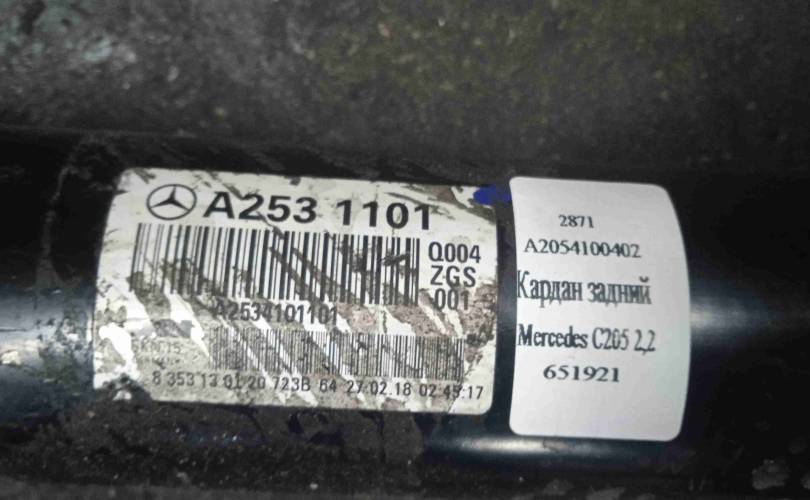 A253 1101
Q004
ZGS
001
A2534101101
8 353 13 01 20 723B 64 27.02.18 02:45:17
2871
A2054100402
Кардан задний
Mercedes C205 2,2
651921